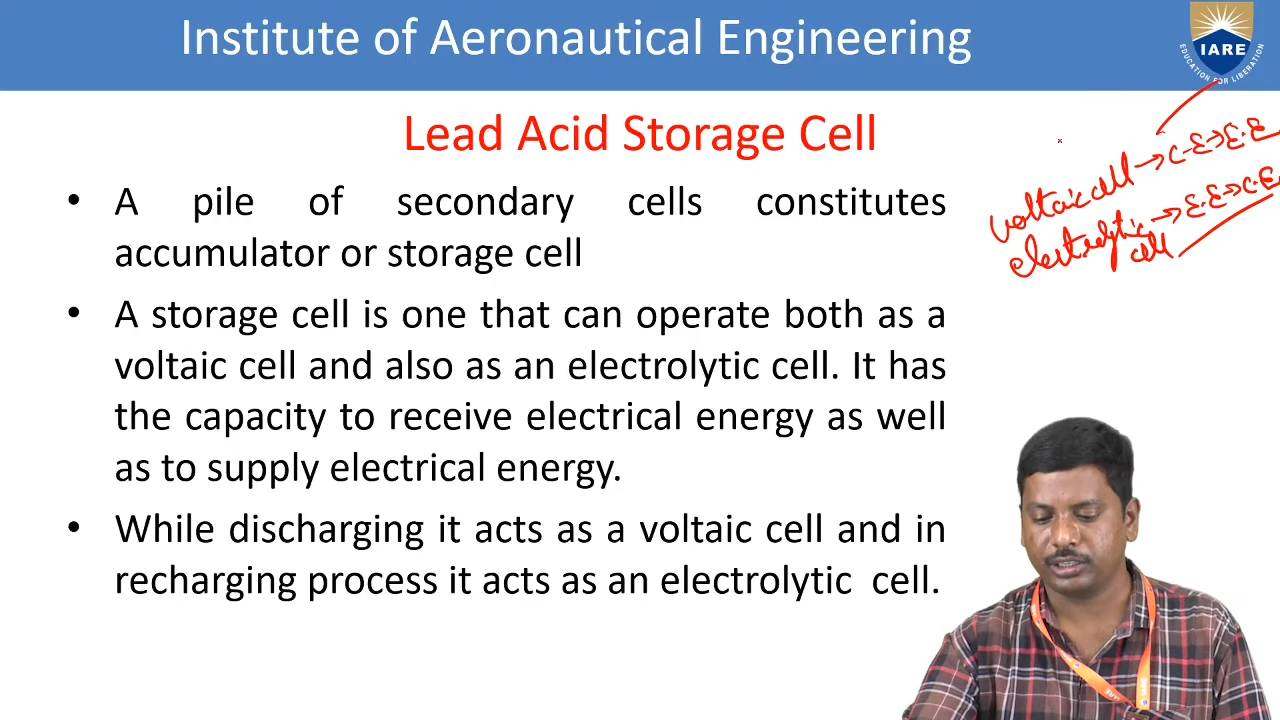 Institute of Aeronautical Engineering
IARE
EDUCATION FOR LIBERATION
Lead Acid Storage Cell
• A pile of secondary cells constitutes
accumulator or storage cell
• A storage cell is one that can operate both as a
voltaic cell and also as an electrolytic cell. It has
the capacity to receive electrical energy as well
as to supply electrical energy.
• While discharging it acts as a voltaic cell and in
recharging process it acts as an electrolytic cell.
voltaic cell → C.E → E.E
electrolytic → E.E → C.E
cell